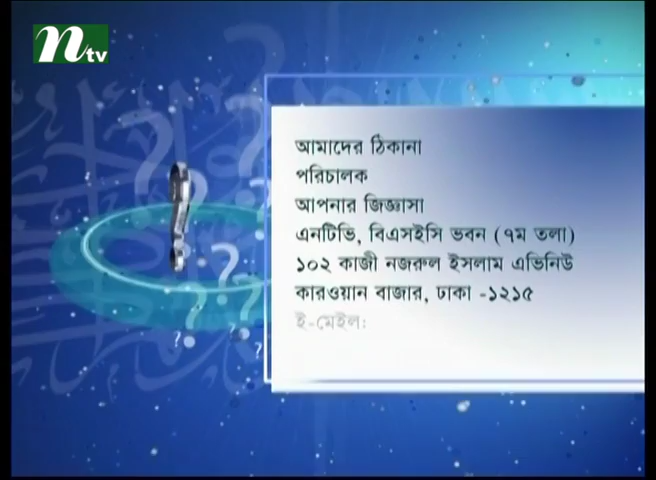 ntv
আমাদের ঠিকানা
পরিচালক
আপনার জিজ্ঞাসা
এনটিভি, বিএসইসি ভবন (৭ম তলা)
১০২ কাজী নজরুল ইসলাম এভিনিউ
কারওয়ান বাজার, ঢাকা -১২১৫
ই-মেইল: